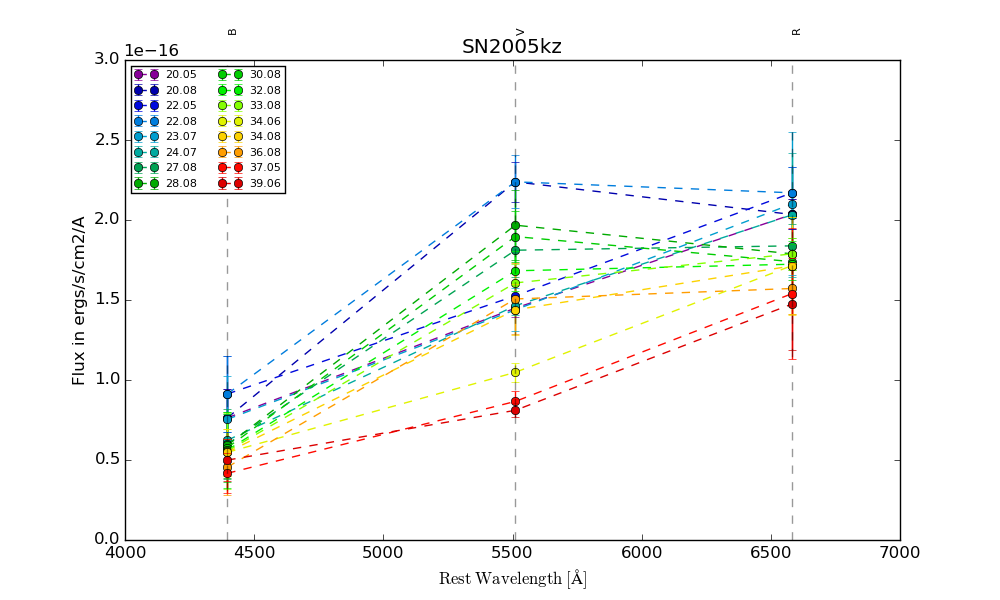 B V R
SN2005kz
1e−16
3.0
2.5
2.0
1.5
1.0
0.5
0.0
Flux in ergs/s/cm2/A
20.05 30.08
20.08 32.08
22.05 33.08
22.08 34.06
23.07 34.08
24.07 36.08
27.08 37.05
28.08 39.06
4000 4500 5000 5500 6000 6500 7000
Rest Wavelength [Å]